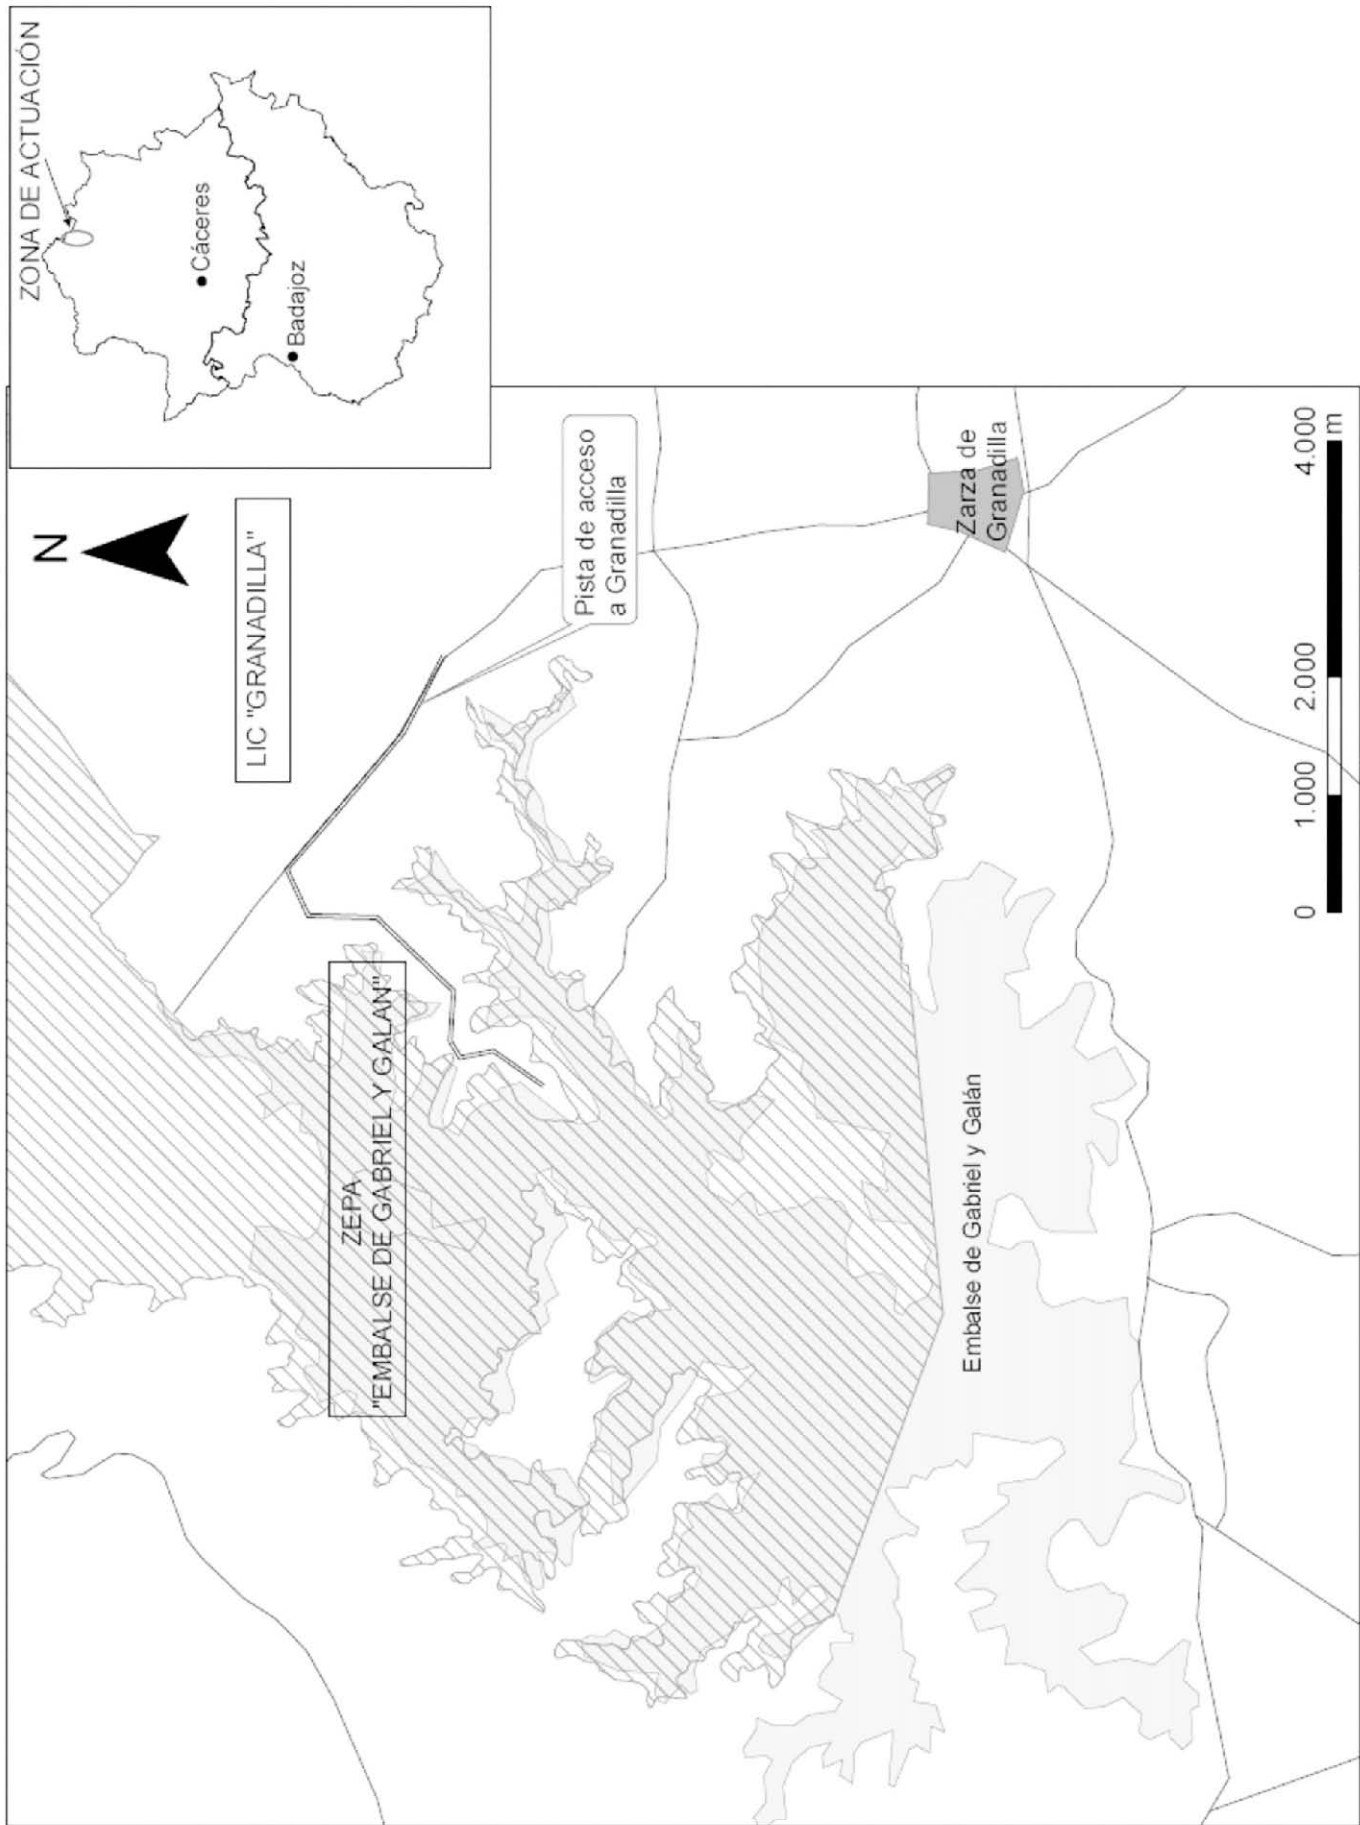 ZONA DE ACTUACIÓN
Cáceres
Badajoz
N
LIC "GRANADILLA"
Pista de acceso
a Granadilla
ZEPA
"EMBALSE DE GABRIEL Y GALAN"
Zarza de
Granadilla
Embalse de Gabriel y Galán
0 1.000 2.000 4.000
m